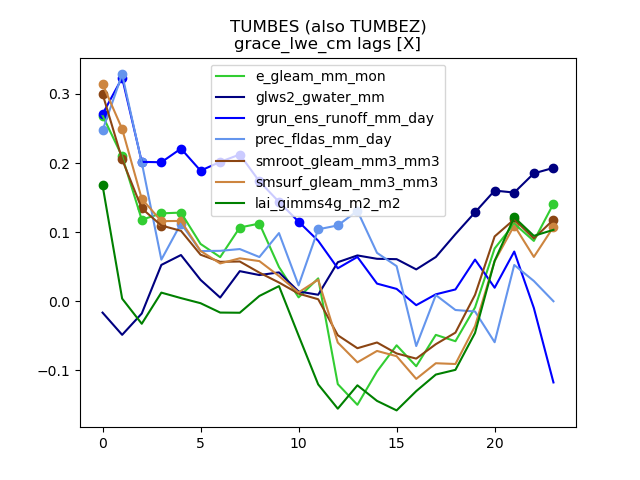 TUMBES (also TUMBEZ)
grace_lwe_cm lags [X]
e_gleam_mm_mon
glws2_gwater_mm
grun_ens_runoff_mm_day
prec_fldas_mm_day
smroot_gleam_mm3_mm3
smsurf_gleam_mm3_mm3
lai_gimms4g_m2_m2
0.3
0.2
0.1
0.0
−0.1
0
5
10
15
20